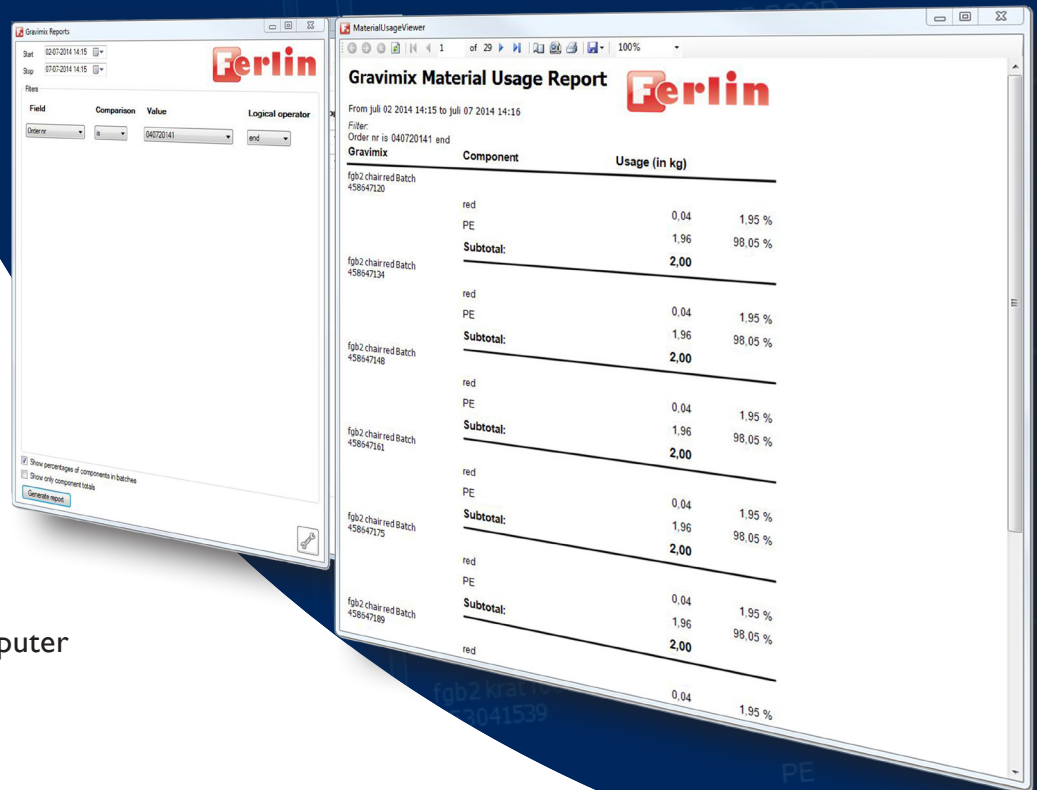 Gravimix Reports
Start 02-07-2014 14:15
Stop 07-07-2014 14:15
Ferlin
Filters
Field Comparison Value Logical operator
Order nr is 040720141 end
Show percentages of components in batches
Show only component totals
Generate report
MaterialUsageViewer
1 of 29 100%
Gravimix Material Usage Report
Ferlin
From juli 02 2014 14:15 to juli 07 2014 14:16
Filter:
Order nr is 040720141 end
Gravimix Component Usage (in kg)
fgb2 chair red Batch
458647120
red 0,04 1,95 %
PE 1,96 98,05 %
Subtotal: 2,00
fgb2 chair red Batch
458647134
red 0,04 1,95 %
PE 1,96 98,05 %
Subtotal: 2,00
fgb2 chair red Batch
458647148
red 0,04 1,95 %
PE 1,96 98,05 %
Subtotal: 2,00
fgb2 chair red Batch
458647161
red 0,04 1,95 %
PE 1,96 98,05 %
Subtotal: 2,00
fgb2 chair red Batch
458647175
red 0,04 1,95 %
PE 1,96 98,05 %
Subtotal: 2,00
fgb2 chair red Batch
458647189
red 0,04 1,95 %
puter
fgb2 krat
3041539
PE